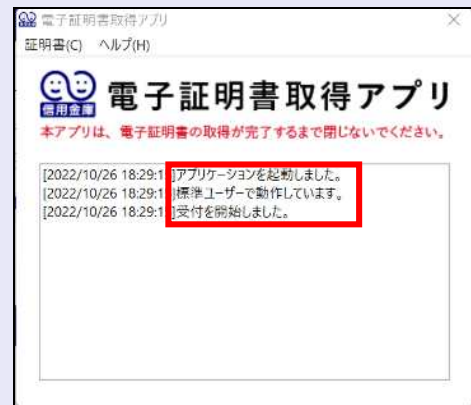 電子証明書取得アプリ
証明書(C) ヘルプ(H)
信用金庫
電子証明書取得アプリ
本アプリは、電子証明書の取得が完了するまで閉じないでください。
[2022/10/26 18:29:1 ]アプリケーションを起動しました。
[2022/10/26 18:29:1 ]標準ユーザーで動作しています。
[2022/10/26 18:29:1 ]受付を開始しました。